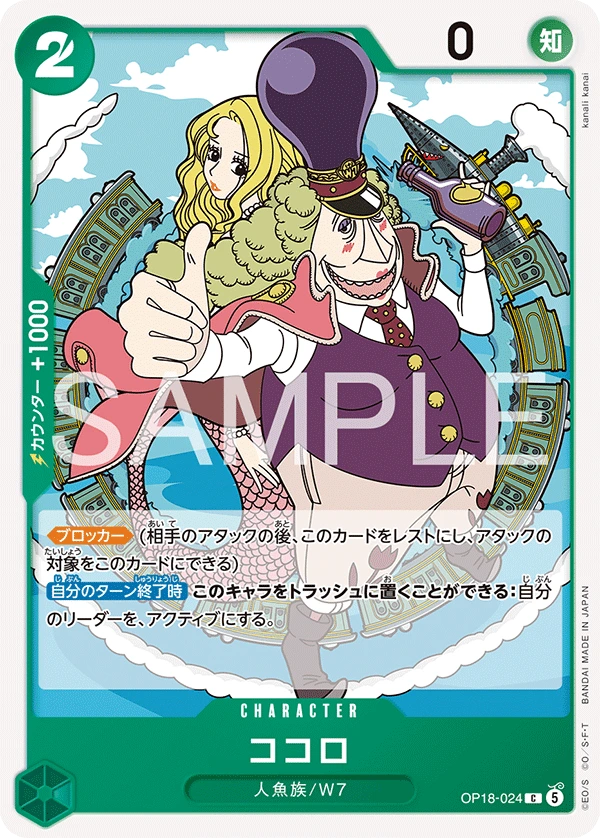 2
0
知
kanali kanai
カウンター +1000
SAMPLE
ブロッカー (相手のアタックの後、このカードをレストにし、アタックの
対象をこのカードにできる)
自分のターン終了時 このキャラをトラッシュに置くことができる:自分
のリーダーを、アクティブにする。
CHARACTER
ココロ
人魚族/W7
OP18-024 C 5
©E.O/S ©O/S・F・T BANDAI MADE IN JAPAN